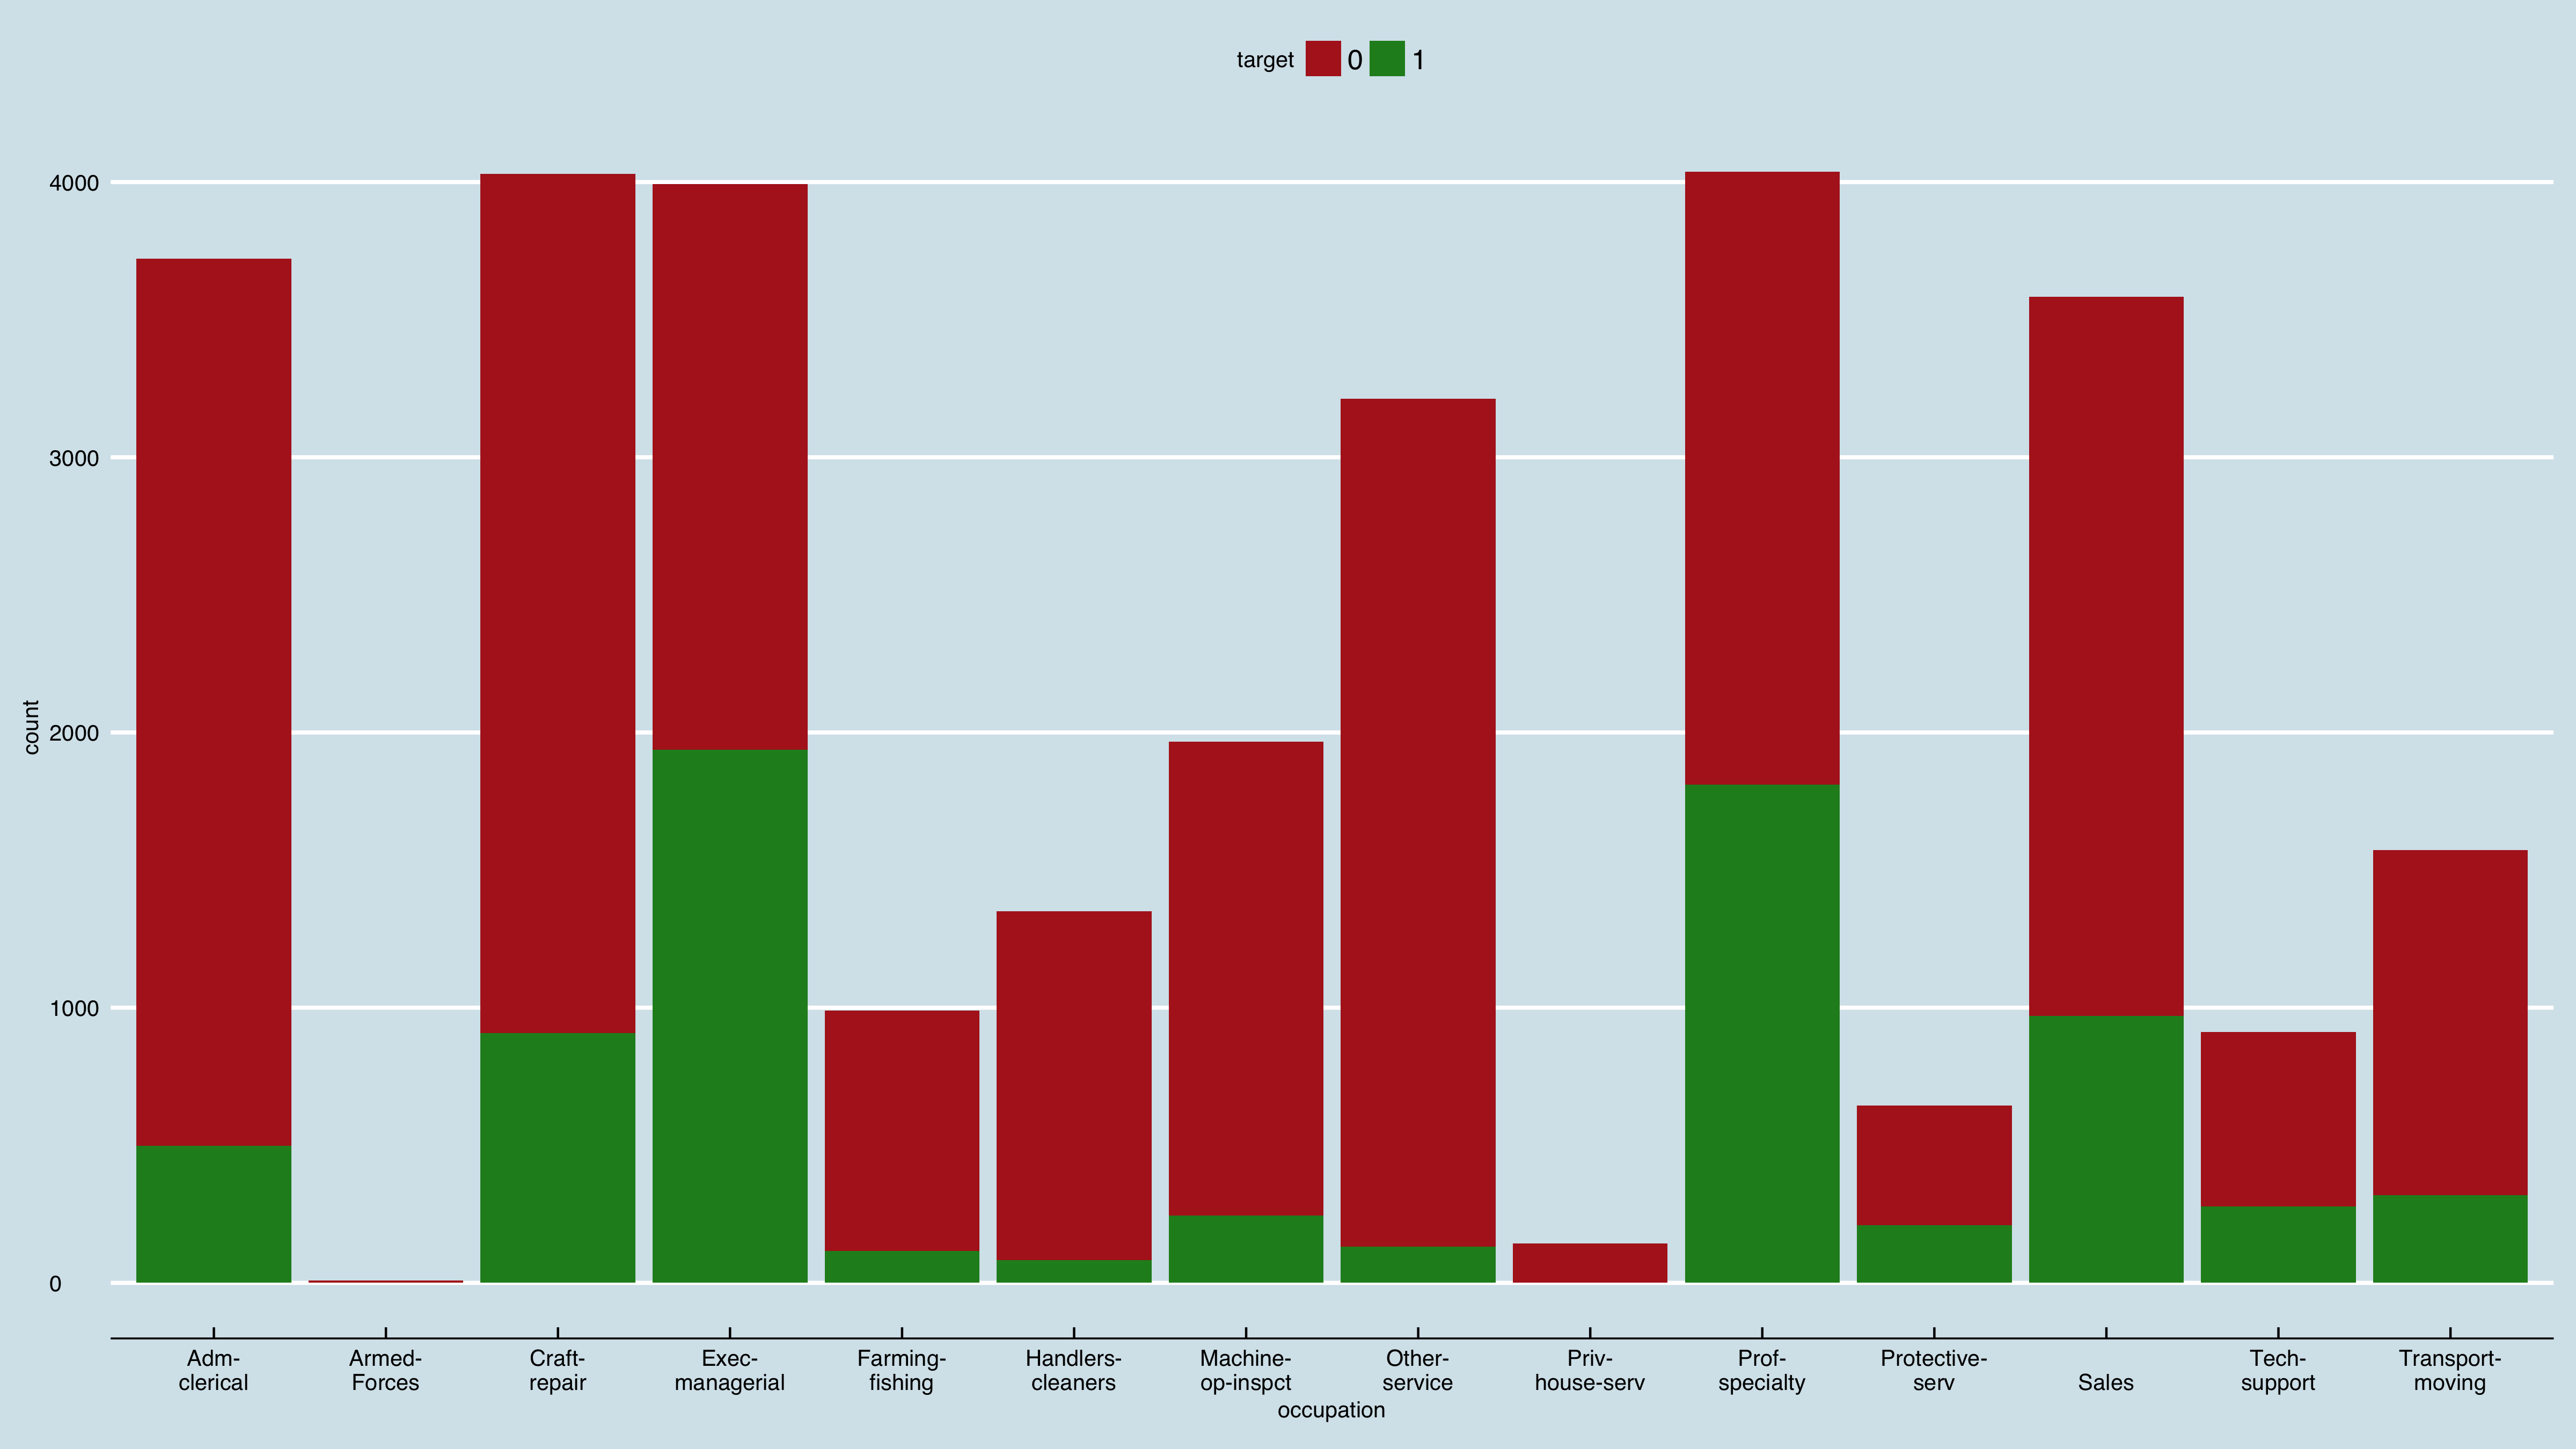 target 0 1
4000
3000
2000
1000
0
count
Adm-
clerical
Armed-
Forces
Craft-
repair
Exec-
managerial
Farming-
fishing
Handlers-
cleaners
Machine-
op-inspct
Other-
service
Priv-
house-serv
Prof-
specialty
Protective-
serv
Sales
Tech-
support
Transport-
moving
occupation